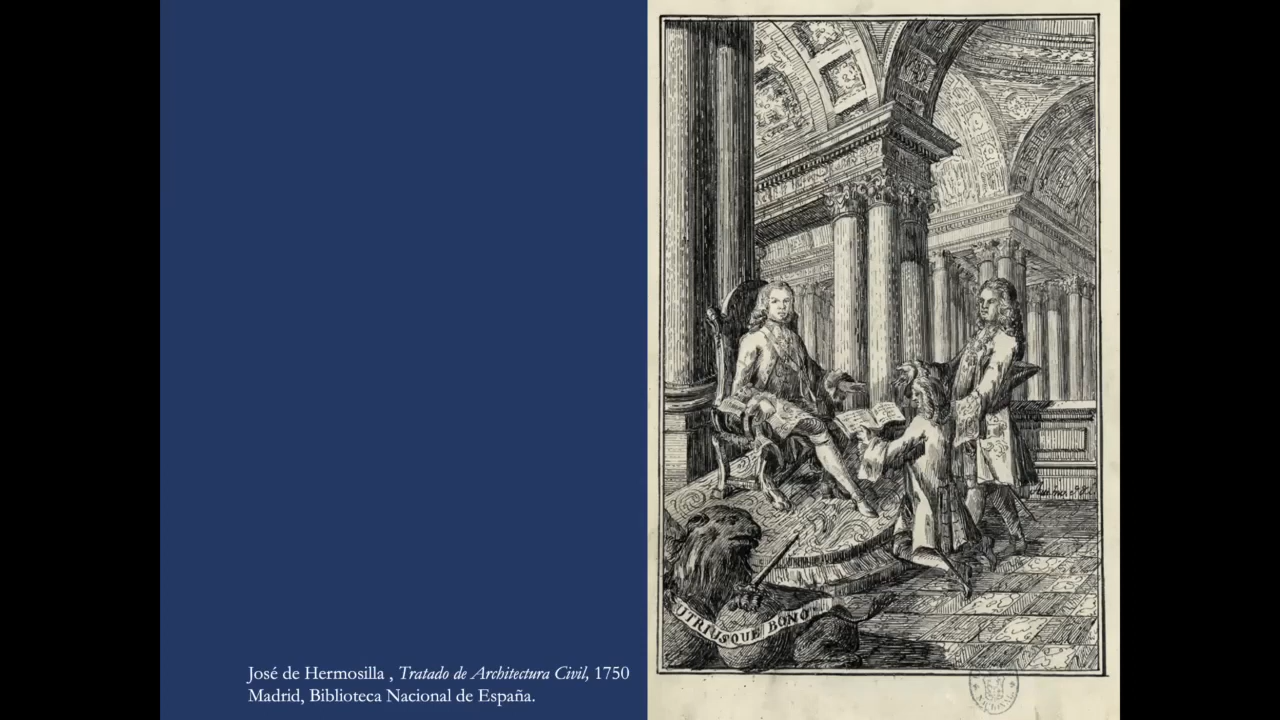 José de Hermosilla , Tratado de Architectura Civil, 1750
Madrid, Biblioteca Nacional de España.
UTRIUSQUE BONO